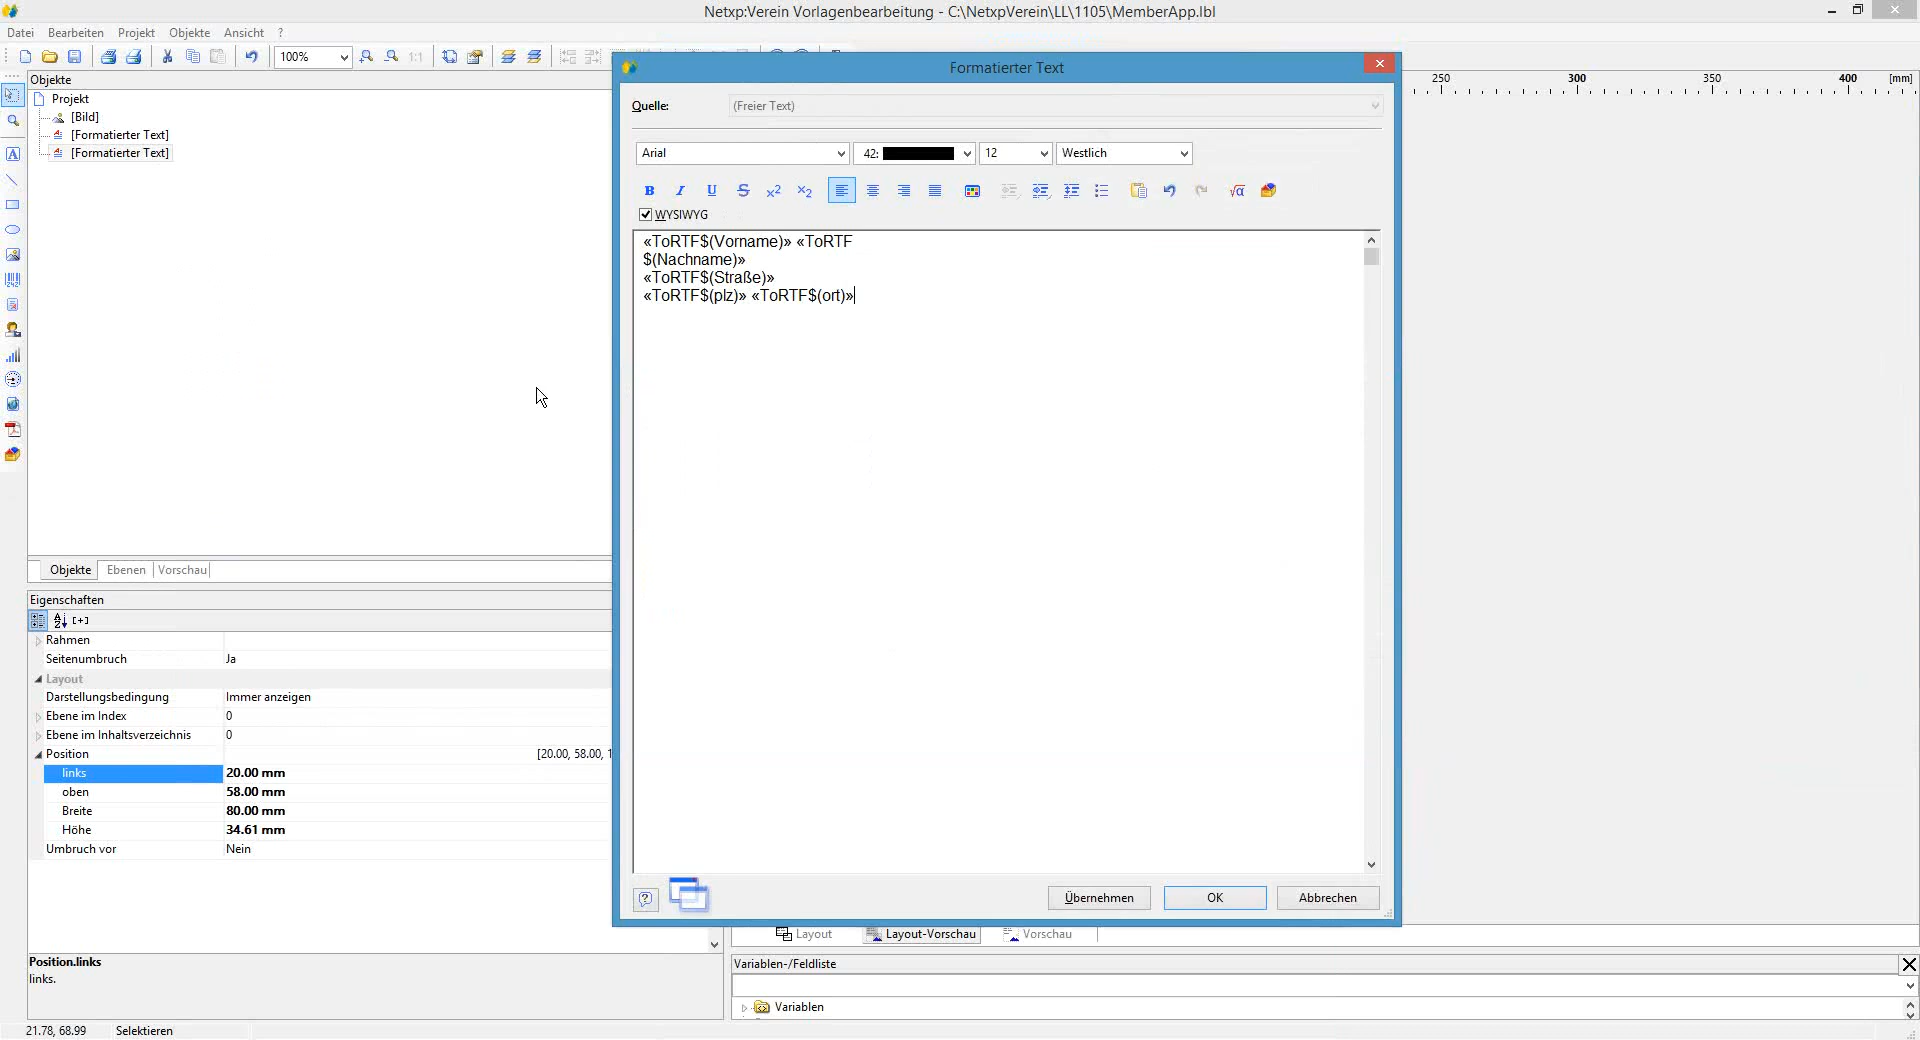 Netxp:Verein Vorlagenbearbeitung - C:\NetxpVerein\LL\1105\MemberApp.lbl
Datei Bearbeiten Projekt Objekte Ansicht ?
100%
1:1
Objekte
Projekt
[Bild]
[Formatierter Text]
[Formatierter Text]
Objekte Ebenen Vorschau
Eigenschaften
Rahmen
Seitenumbruch Ja
Layout
Darstellungsbedingung Immer anzeigen
Ebene im Index 0
Ebene im Inhaltsverzeichnis 0
Position [20.00, 58.00, 1
links 20.00 mm
oben 58.00 mm
Breite 80.00 mm
Höhe 34.61 mm
Umbruch vor Nein
Position.links
links.
21.78, 68.99 Selektieren
Formatierter Text
Quelle: (Freier Text)
Arial 42: 12 Westlich
B I U S x² x₂ √α
WYSIWYG
«ToRTF$(Vorname)» «ToRTF
$(Nachname)»
«ToRTF$(Straße)»
«ToRTF$(plz)» «ToRTF$(ort)»
Übernehmen OK Abbrechen
250 300 350 400 [mm]
Layout Layout-Vorschau Vorschau
Variablen-/Feldliste
Variablen